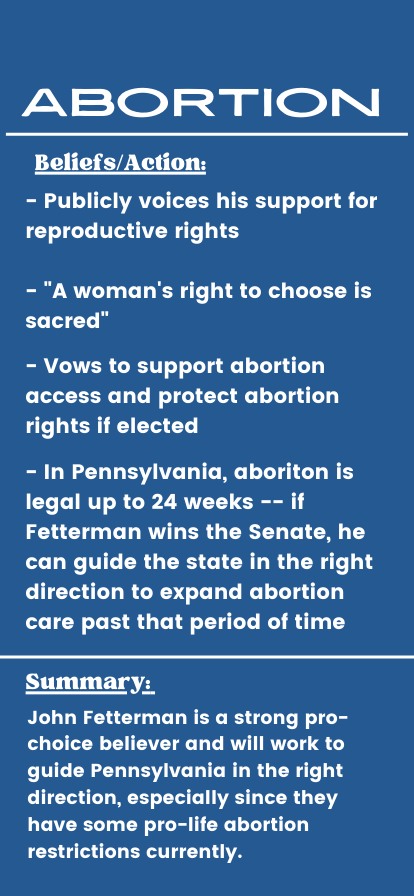 ABORTION
Beliefs/Action:
- Publicly voices his support for
reproductive rights
- "A woman's right to choose is
sacred"
- Vows to support abortion
access and protect abortion
rights if elected
- In Pennsylvania, aboriton is
legal up to 24 weeks -- if
Fetterman wins the Senate, he
can guide the state in the right
direction to expand abortion
care past that period of time
Summary:
John Fetterman is a strong pro-
choice believer and will work to
guide Pennsylvania in the right
direction, especially since they
have some pro-life abortion
restrictions currently.